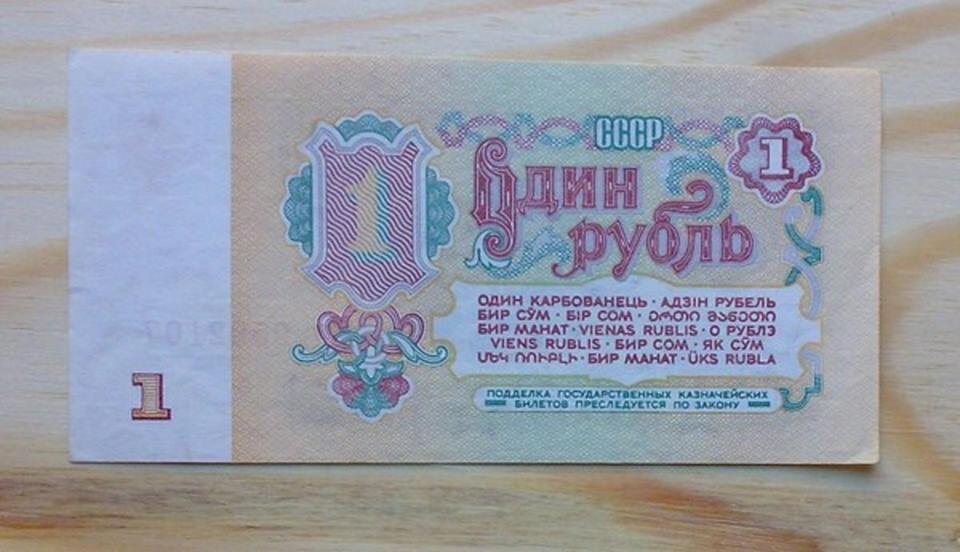 СССР
1
1
Один
рубль
ОДИН КАРБОВАНЕЦЬ · АДЗІН РУБЕЛЬ
БИР СЎМ · БІР СОМ · ᲔᲠᲗᲘ ᲛᲐᲜᲔᲗᲘ
БИР МАНАТ · VIENAS RUBLIS · О РУБЛЭ
VIENS RUBLIS · БИР СОМ · ЯК СЎМ
ՄԵԿ ՌՈՒԲԼԻ · БИР МАНАТ · ÜKS RUBLA
ПОДДЕЛКА ГОСУДАРСТВЕННЫХ КАЗНАЧЕЙСКИХ
БИЛЕТОВ ПРЕСЛЕДУЕТСЯ ПО ЗАКОНУ
1